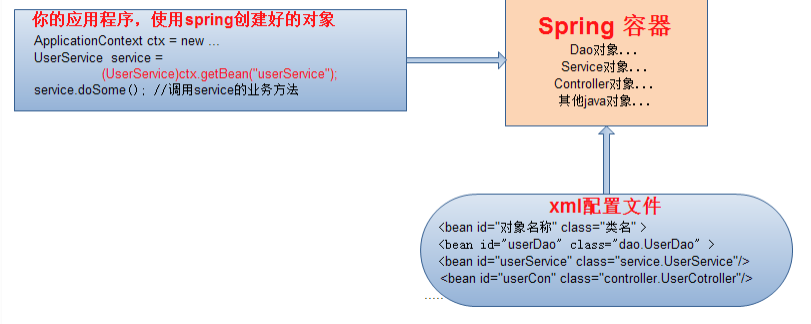 你的应用程序，使用spring创建好的对象
ApplicationContext ctx = new ...
UserService service =
(UserService)ctx.getBean("userService");
service.doSome(); //调用service的业务方法
Spring 容器
Dao对象...
Service对象...
Controller对象...
其他java对象...
xml配置文件
<bean id="对象名称" class="类名" >
<bean id="userDao" class="dao.UserDao" >
<bean id="userService" class="service.UserService"/>
<bean id="userCon" class="controller.UserCotroller"/>
......